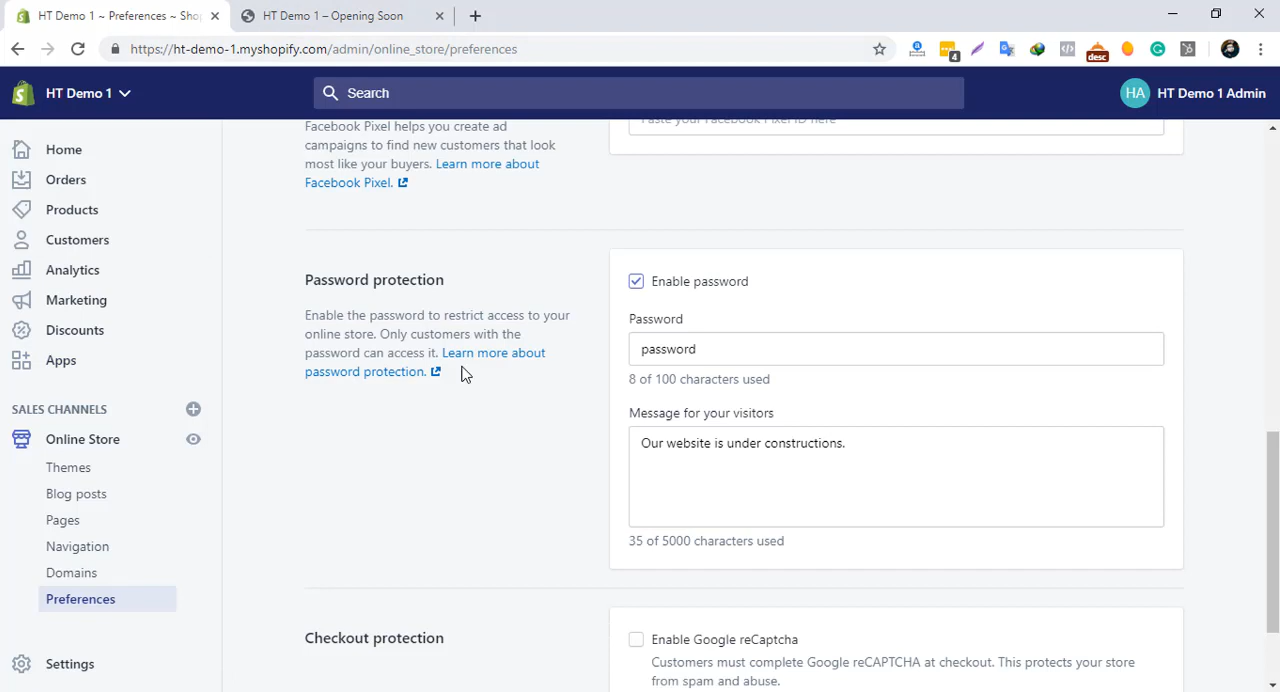 HT Demo 1 ~ Preferences ~ Shop
HT Demo 1 – Opening Soon
https://ht-demo-1.myshopify.com/admin/online_store/preferences
4
desc
HT Demo 1
Search
HA
HT Demo 1 Admin
Home
Orders
Products
Customers
Analytics
Marketing
Discounts
Apps
SALES CHANNELS
Online Store
Themes
Blog posts
Pages
Navigation
Domains
Preferences
Settings
Facebook Pixel helps you create ad
campaigns to find new customers that look
most like your buyers. Learn more about
Facebook Pixel.
Paste your Facebook Pixel ID here
Password protection
Enable the password to restrict access to your
online store. Only customers with the
password can access it. Learn more about
password protection.
Enable password
Password
password
8 of 100 characters used
Message for your visitors
Our website is under constructions.
35 of 5000 characters used
Checkout protection
Enable Google reCaptcha
Customers must complete Google reCAPTCHA at checkout. This protects your store
from spam and abuse.